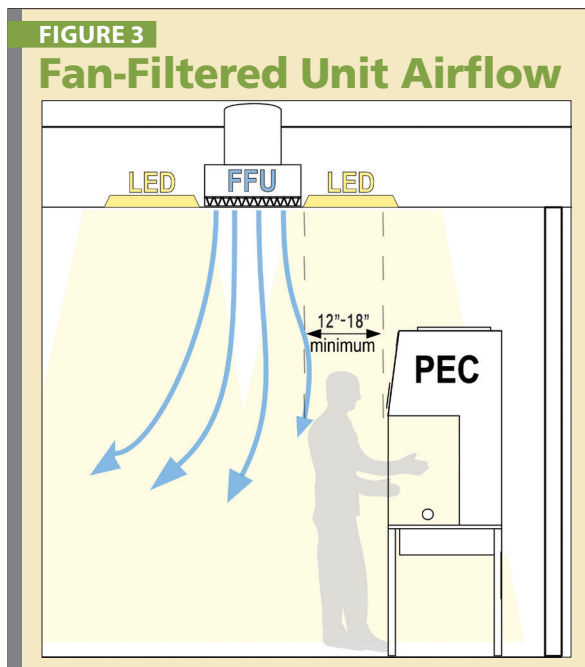 FIGURE 3
Fan-Filtered Unit Airflow
LED FFU LED
12”-18”
minimum
PEC